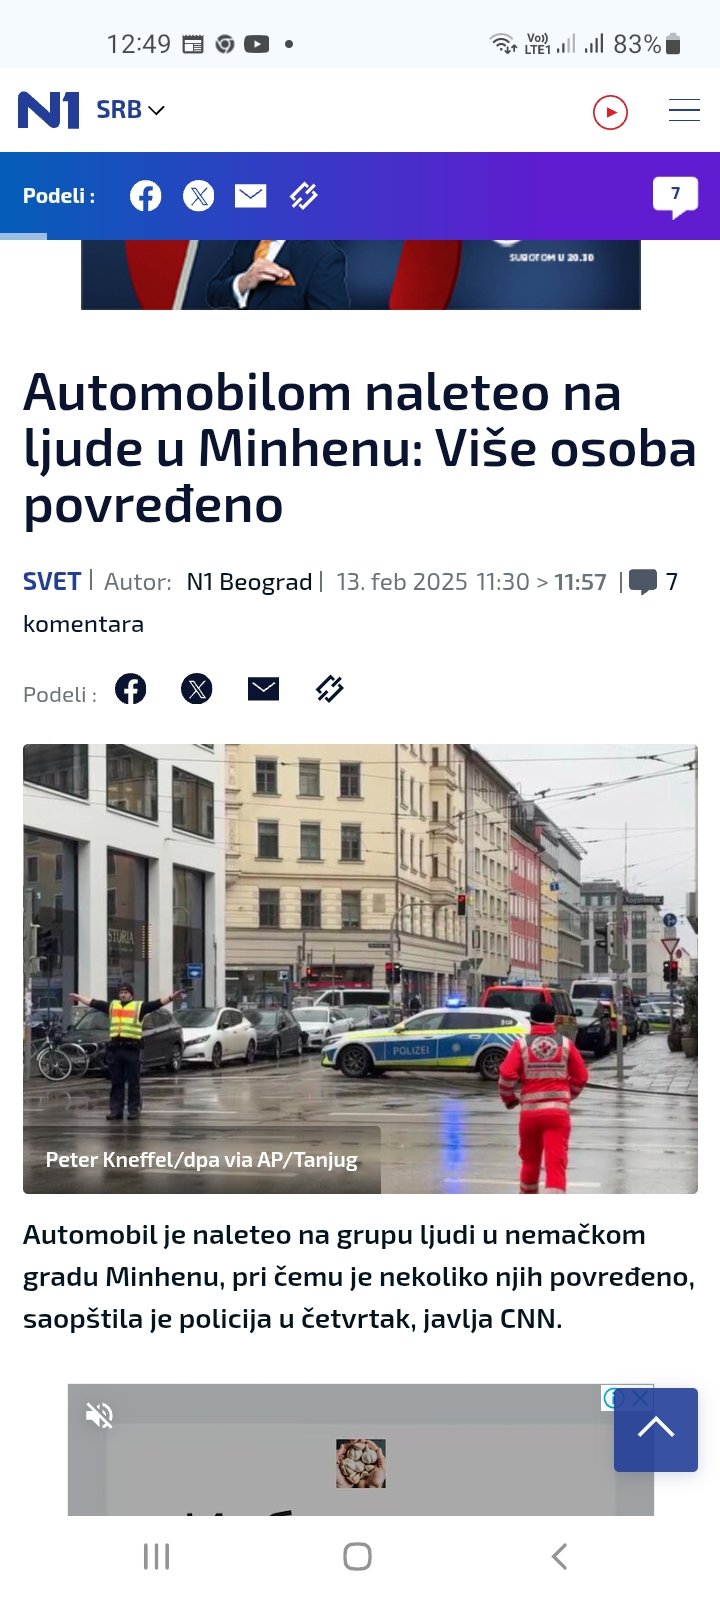 12:49 Vo)) LTE1 83%
N1 SRB
Podeli : 7
SUBOTOM U 20.30
Automobilom naleteo na
ljude u Minhenu: Više osoba
povređeno
SVET | Autor: N1 Beograd | 13. feb 2025 11:30 > 11:57 | 7
komentara
Podeli :
STORIA
Augustenstr.
POLIZEI
Peter Kneffel/dpa via AP/Tanjug
Automobil je naleteo na grupu ljudi u nemačkom
gradu Minhenu, pri čemu je nekoliko njih povređeno,
saopštila je policija u četvrtak, javlja CNN.